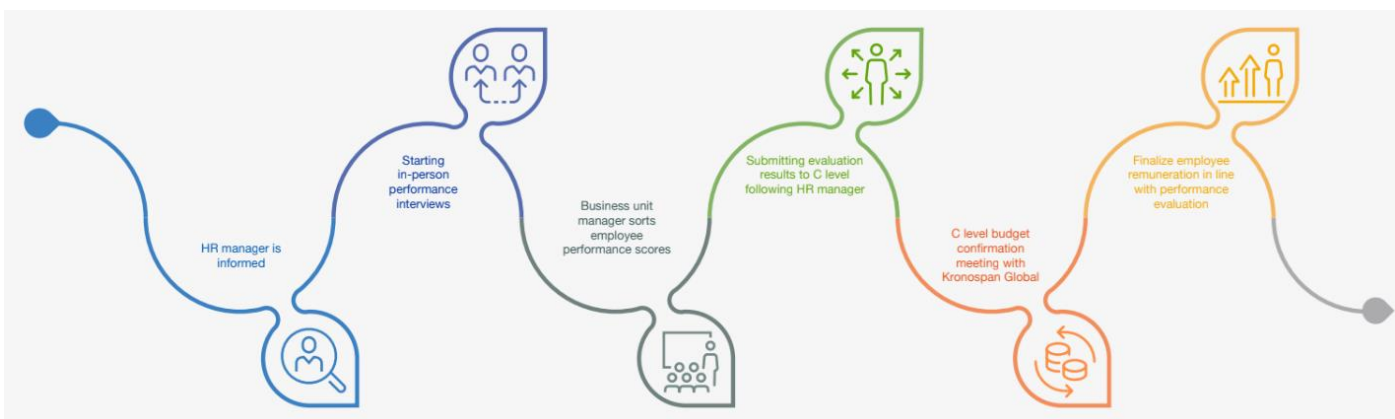 HR manager is
informed
Starting
in-person
performance
interviews
Business unit
manager sorts
employee
performance scores
Submitting evaluation
results to C level
following HR manager
C level budget
confirmation
meeting with
Kronospan Global
Finalize employee
remuneration in line
with performance
evaluation